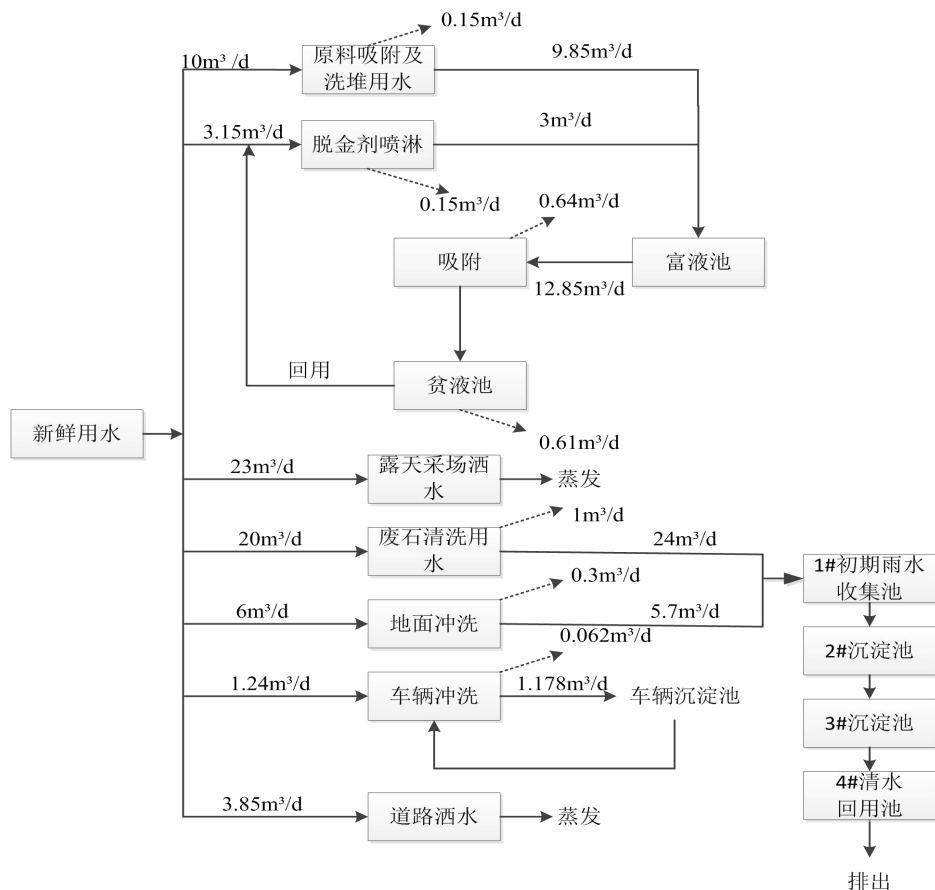 0.15m³/d
10m³ /d
原料吸附及
洗堆用水
9.85m³/d
3.15m³/d
脱金剂喷淋
3m³/d
0.15m³/d
0.64m³/d
吸附
富液池
12.85m³/d
回用
贫液池
新鲜用水
0.61m³/d
23m³/d
露天采场洒
水
蒸发
1m³/d
20m³/d
废石清洗用
水
24m³/d
1#初期雨水
收集池
0.3m³/d
6m³/d
地面冲洗
5.7m³/d
0.062m³/d
2#沉淀池
1.24m³/d
车辆冲洗
1.178m³/d
车辆沉淀池
3#沉淀池
4#清水
回用池
3.85m³/d
道路洒水
蒸发
排出